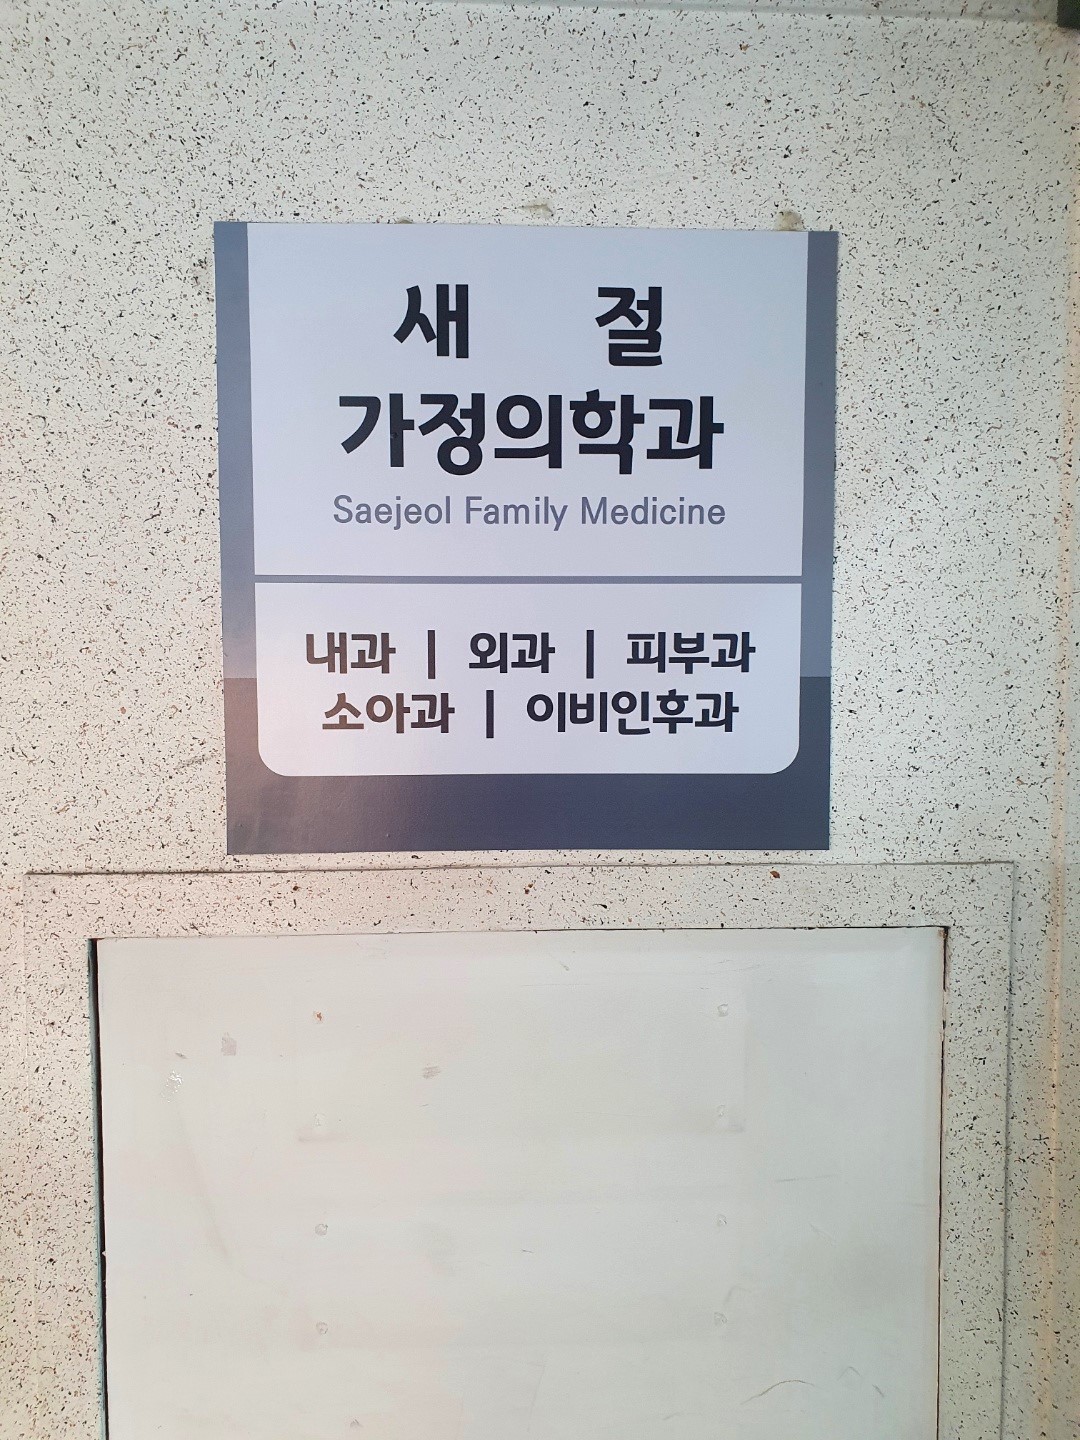 새 절
가정의학과
Saejeol Family Medicine
내과 | 외과 | 피부과
소아과 | 이비인후과